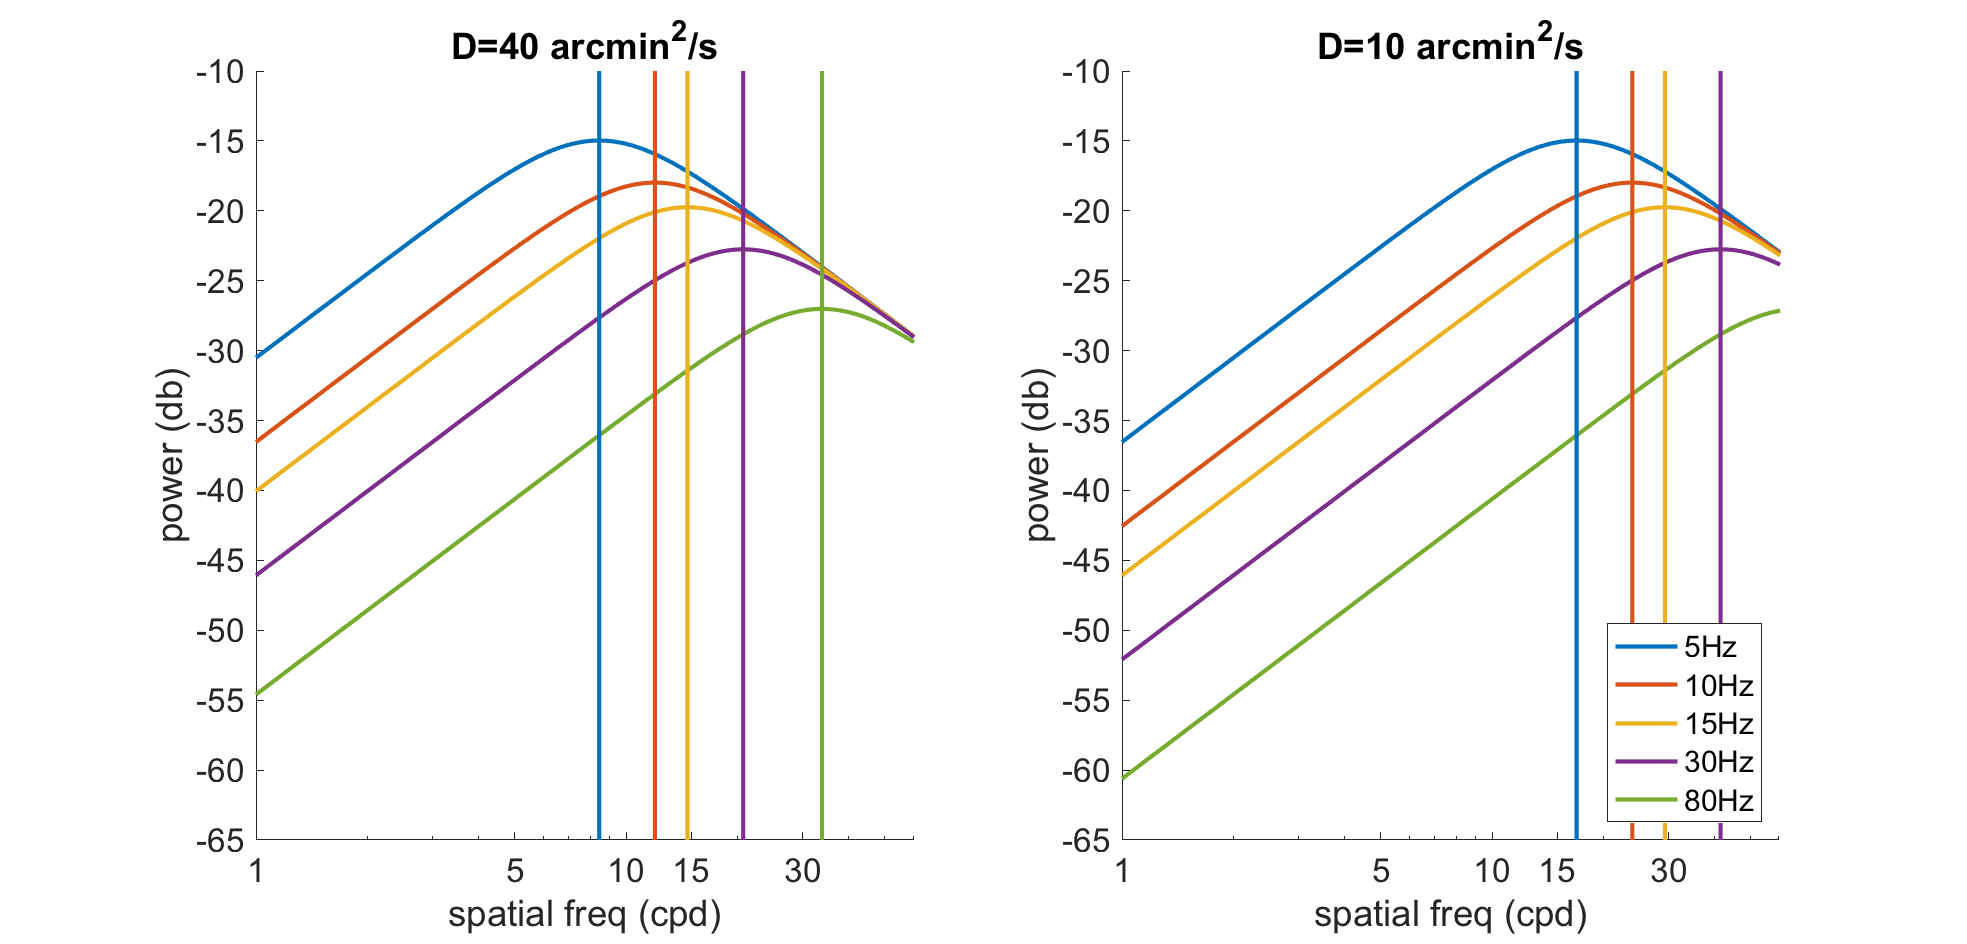 D=40 arcmin²/s
-10
-15
-20
-25
-30
-35
-40
-45
-50
-55
-60
-65
power (db)
1 5 10 15 30
spatial freq (cpd)
D=10 arcmin²/s
-10
-15
-20
-25
-30
-35
-40
-45
-50
-55
-60
-65
power (db)
1 5 10 15 30
spatial freq (cpd)
5Hz
10Hz
15Hz
30Hz
80Hz